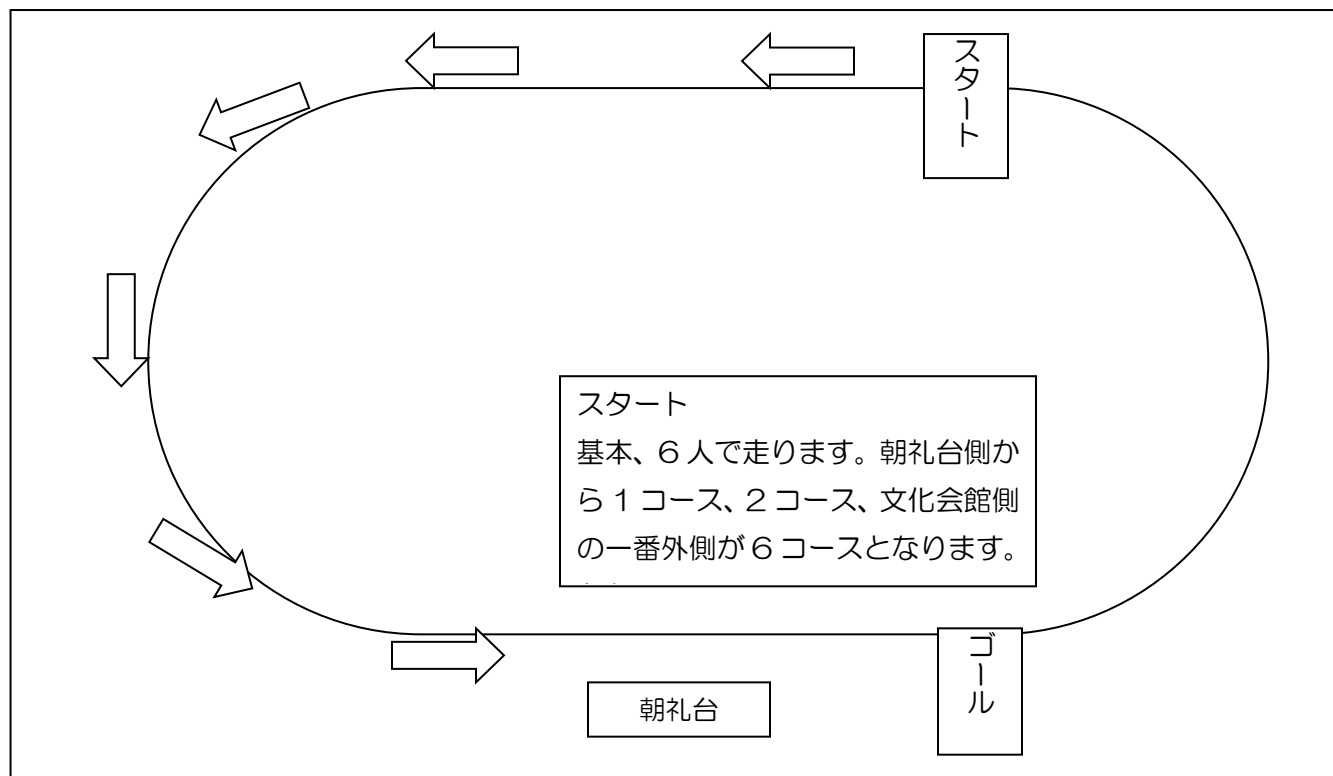 スタート
スタート
基本、6人で走ります。朝礼台側か
ら1コース、2コース、文化会館側
の一番外側が6コースとなります。
ゴール
朝礼台